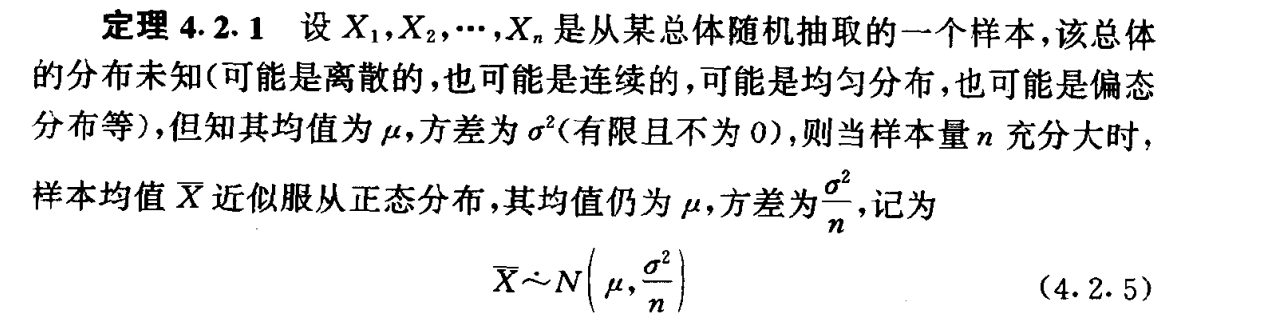 定理 4.2.1 设 X₁,X₂,⋯,Xₙ 是从某总体随机抽取的一个样本,该总体
的分布未知(可能是离散的,也可能是连续的,可能是均匀分布,也可能是偏态
分布等),但知其均值为 μ,方差为 σ²(有限且不为 0),则当样本量 n 充分大时,
样本均值 X̄ 近似服从正态分布,其均值仍为 μ,方差为 σ²/n,记为
X̄ ∼̇ N(μ, σ²/n) (4.2.5)